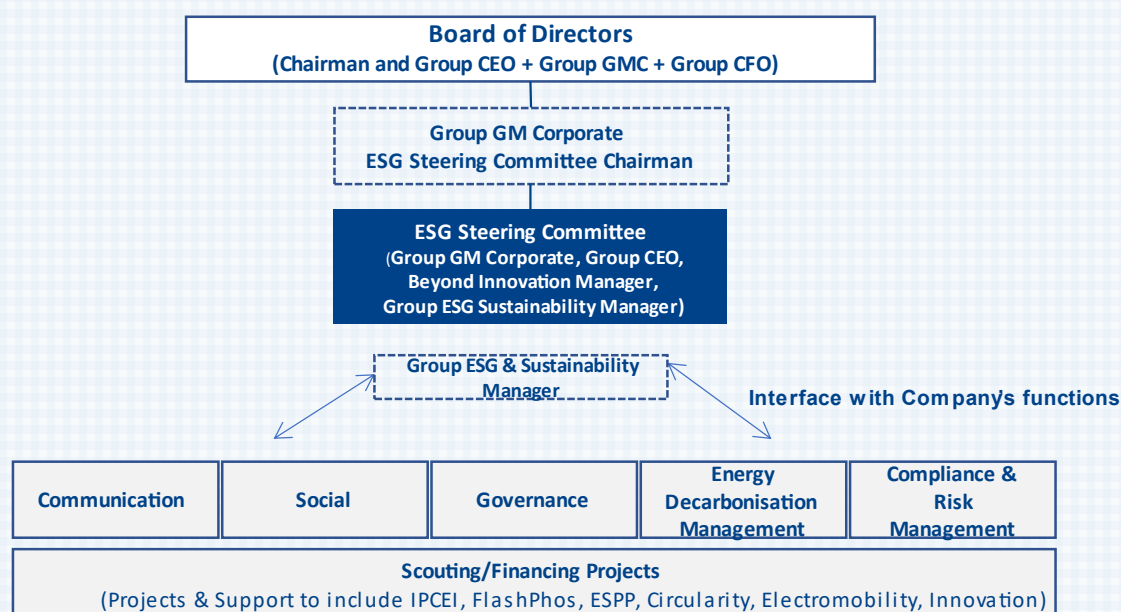 Board of Directors
(Chairman and Group CEO + Group GMC + Group CFO)
Group GM Corporate
ESG Steering Committee Chairman
ESG Steering Committee
(Group GM Corporate, Group CEO,
Beyond Innovation Manager,
Group ESG Sustainability Manager)
Group ESG & Sustainability
Manager
Interface with Company's functions
Communication
Social
Governance
Energy
Decarbonisation
Management
Compliance &
Risk
Management
Scouting/Financing Projects
(Projects & Support to include IPCEI, FlashPhos, ESPP, Circularity, Electromobility, Innovation)